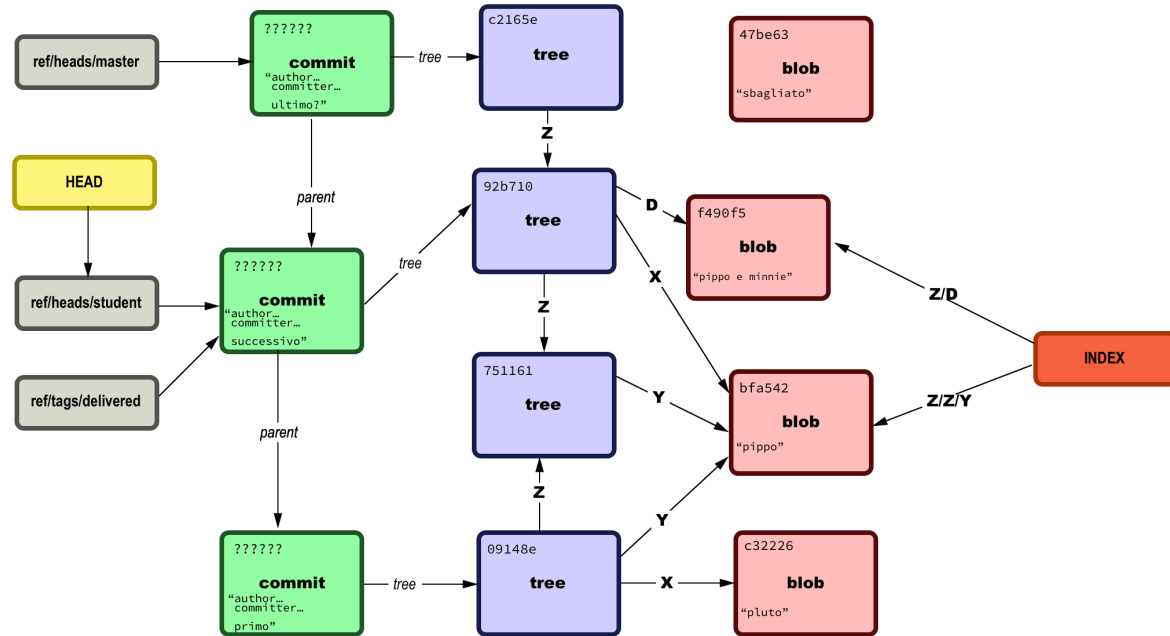 ??????
c2165e
47be63
ref/heads/master
commit
tree
tree
blob
“author…
committer…
ultimo?”
“sbagliato”
Z
HEAD
parent
92b710
tree
D
f490f5
blob
“pippo e minnie”
??????
commit
tree
X
“author…
committer…
successivo”
ref/heads/student
Z
Z/D
INDEX
751161
tree
bfa542
blob
“pippo”
Y
Z/Z/Y
ref/tags/delivered
parent
Z
Y
??????
commit
“author…
committer…
primo”
tree
09148e
tree
X
c32226
blob
“pluto”